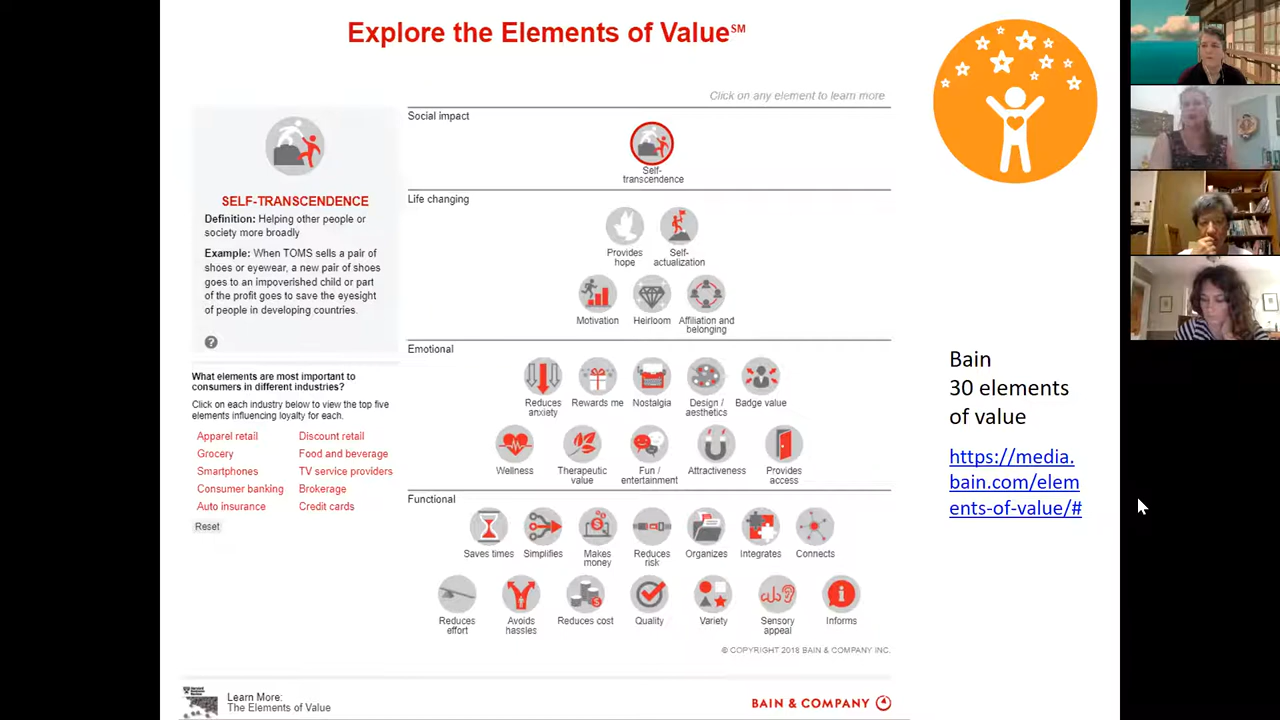 Explore the Elements of Value℠
Click on any element to learn more
SELF-TRANSCENDENCE
Definition: Helping other people or
society more broadly
Example: When TOMS sells a pair of
shoes or eyewear, a new pair of shoes
goes to an impoverished child or part
of the profit goes to save the eyesight
of people in developing countries.
?
What elements are most important to
consumers in different industries?
Click on each industry below to view the top five
elements influencing loyalty for each.
Apparel retail
Discount retail
Grocery
Food and beverage
Smartphones
TV service providers
Consumer banking
Brokerage
Auto insurance
Credit cards
Reset
Social impact
Self-
transcendence
Life changing
Provides
hope
Self-
actualization
Motivation
Heirloom
Affiliation and
belonging
Emotional
Reduces
anxiety
Rewards me
Nostalgia
Design /
aesthetics
Badge value
Wellness
Therapeutic
value
Fun /
entertainment
Attractiveness
Provides
access
Functional
Saves times
Simplifies
Makes
money
Reduces
risk
Organizes
Integrates
Connects
Reduces
effort
Avoids
hassles
Reduces cost
Quality
Variety
Sensory
appeal
Informs
© COPYRIGHT 2018 BAIN & COMPANY INC.
Learn More:
The Elements of Value
BAIN & COMPANY
Bain
30 elements
of value
https://media.
bain.com/elem
ents-of-value/#